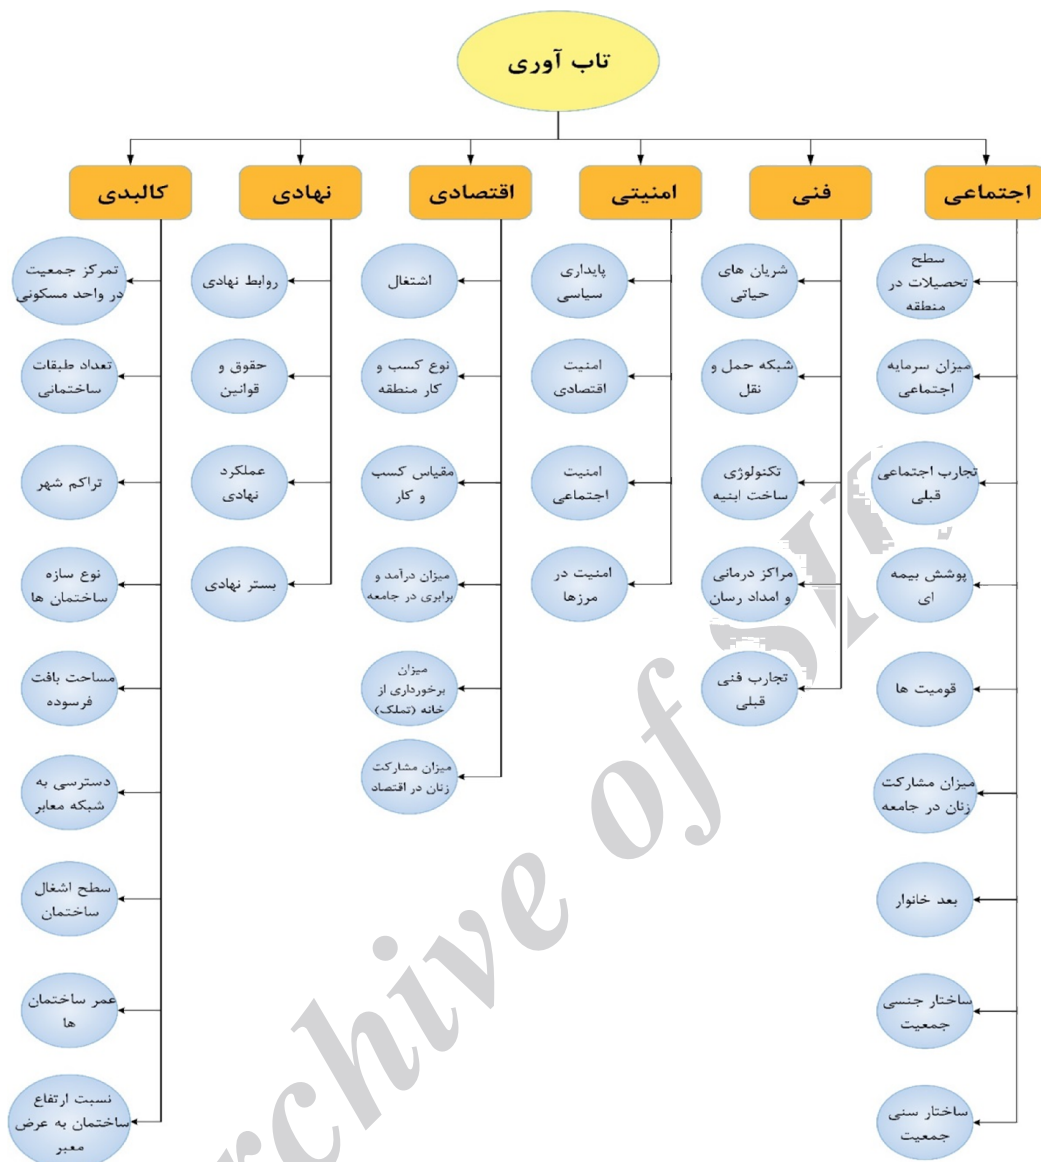 تاب آوری
اجتماعی
فنی
امنیتی
اقتصادی
نهادی
کالبدی
سطح
تحصیلات در
منطقه
میزان سرمایه
اجتماعی
تجارب اجتماعی
قبلی
پوشش بیمه
ای
قومیت ها
میزان مشارکت
زنان در جامعه
بعد خانوار
ساختار جنسی
جمعیت
ساختار سنی
جمعیت
شریان های
حیاتی
شبکه حمل و
نقل
تکنولوژی
ساخت ابنیه
مراکز درمانی
و امداد رسان
تجارب فنی
قبلی
پایداری
سیاسی
امنیت
اقتصادی
امنیت
اجتماعی
امنیت در
مرزها
اشتغال
نوع کسب و
کار منطقه
مقیاس کسب
و کار
میزان درآمد و
برابری در جامعه
میزان
برخورداری از
خانه (تملک)
میزان مشارکت
زنان در اقتصاد
روابط نهادی
حقوق و
قوانین
عملکرد
نهادی
بستر نهادی
تمرکز جمعیت
در واحد مسکونی
تعداد طبقات
ساختمانی
تراکم شهر
نوع سازه
ساختمان ها
مساحت بافت
فرسوده
دسترسی به
شبکه معابر
سطح اشغال
ساختمان
عمر ساختمان
ها
نسبت ارتفاع
ساختمان به عرض
معبر
rchive of SID